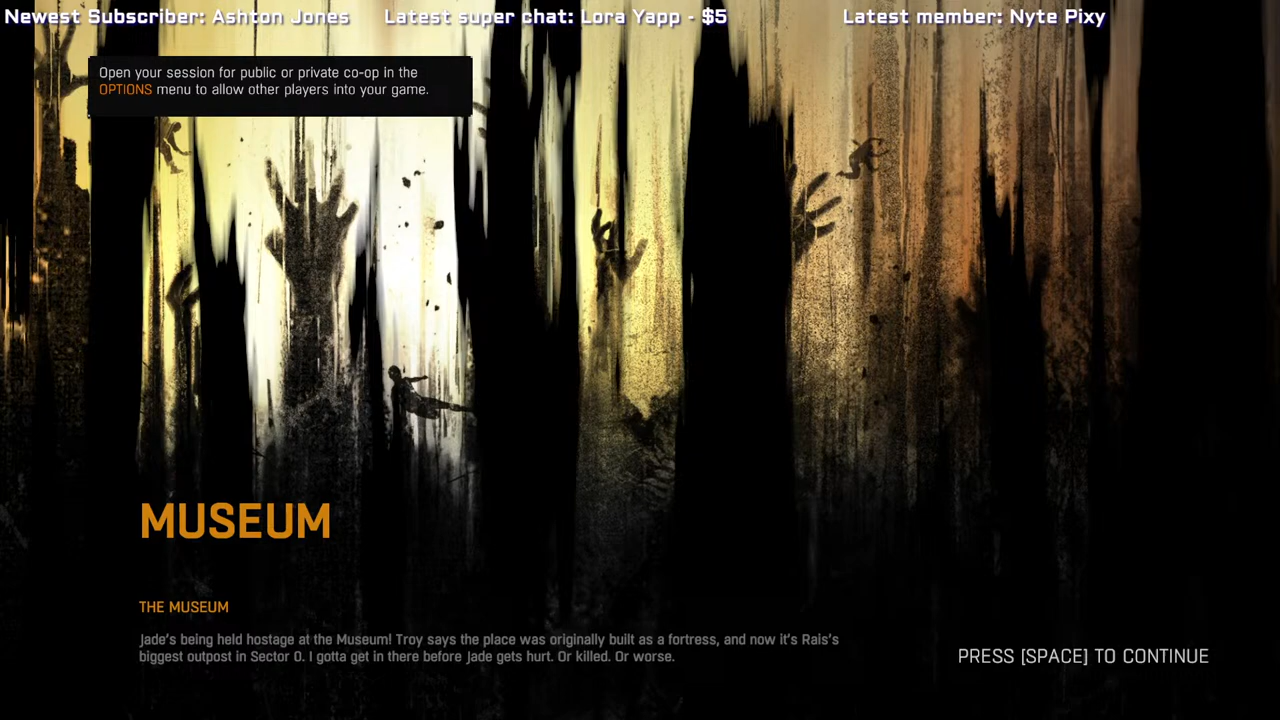 Newest Subscriber: Ashton Jones Latest super chat: Lora Yapp - $5 Latest member: Nyte Pixy
Open your session for public or private co-op in the
OPTIONS menu to allow other players into your game.
MUSEUM
THE MUSEUM
Jade's being held hostage at the Museum! Troy says the place was originally built as a fortress, and now it's Rais's
biggest outpost in Sector 0. I gotta get in there before Jade gets hurt. Or killed. Or worse.
PRESS [SPACE] TO CONTINUE